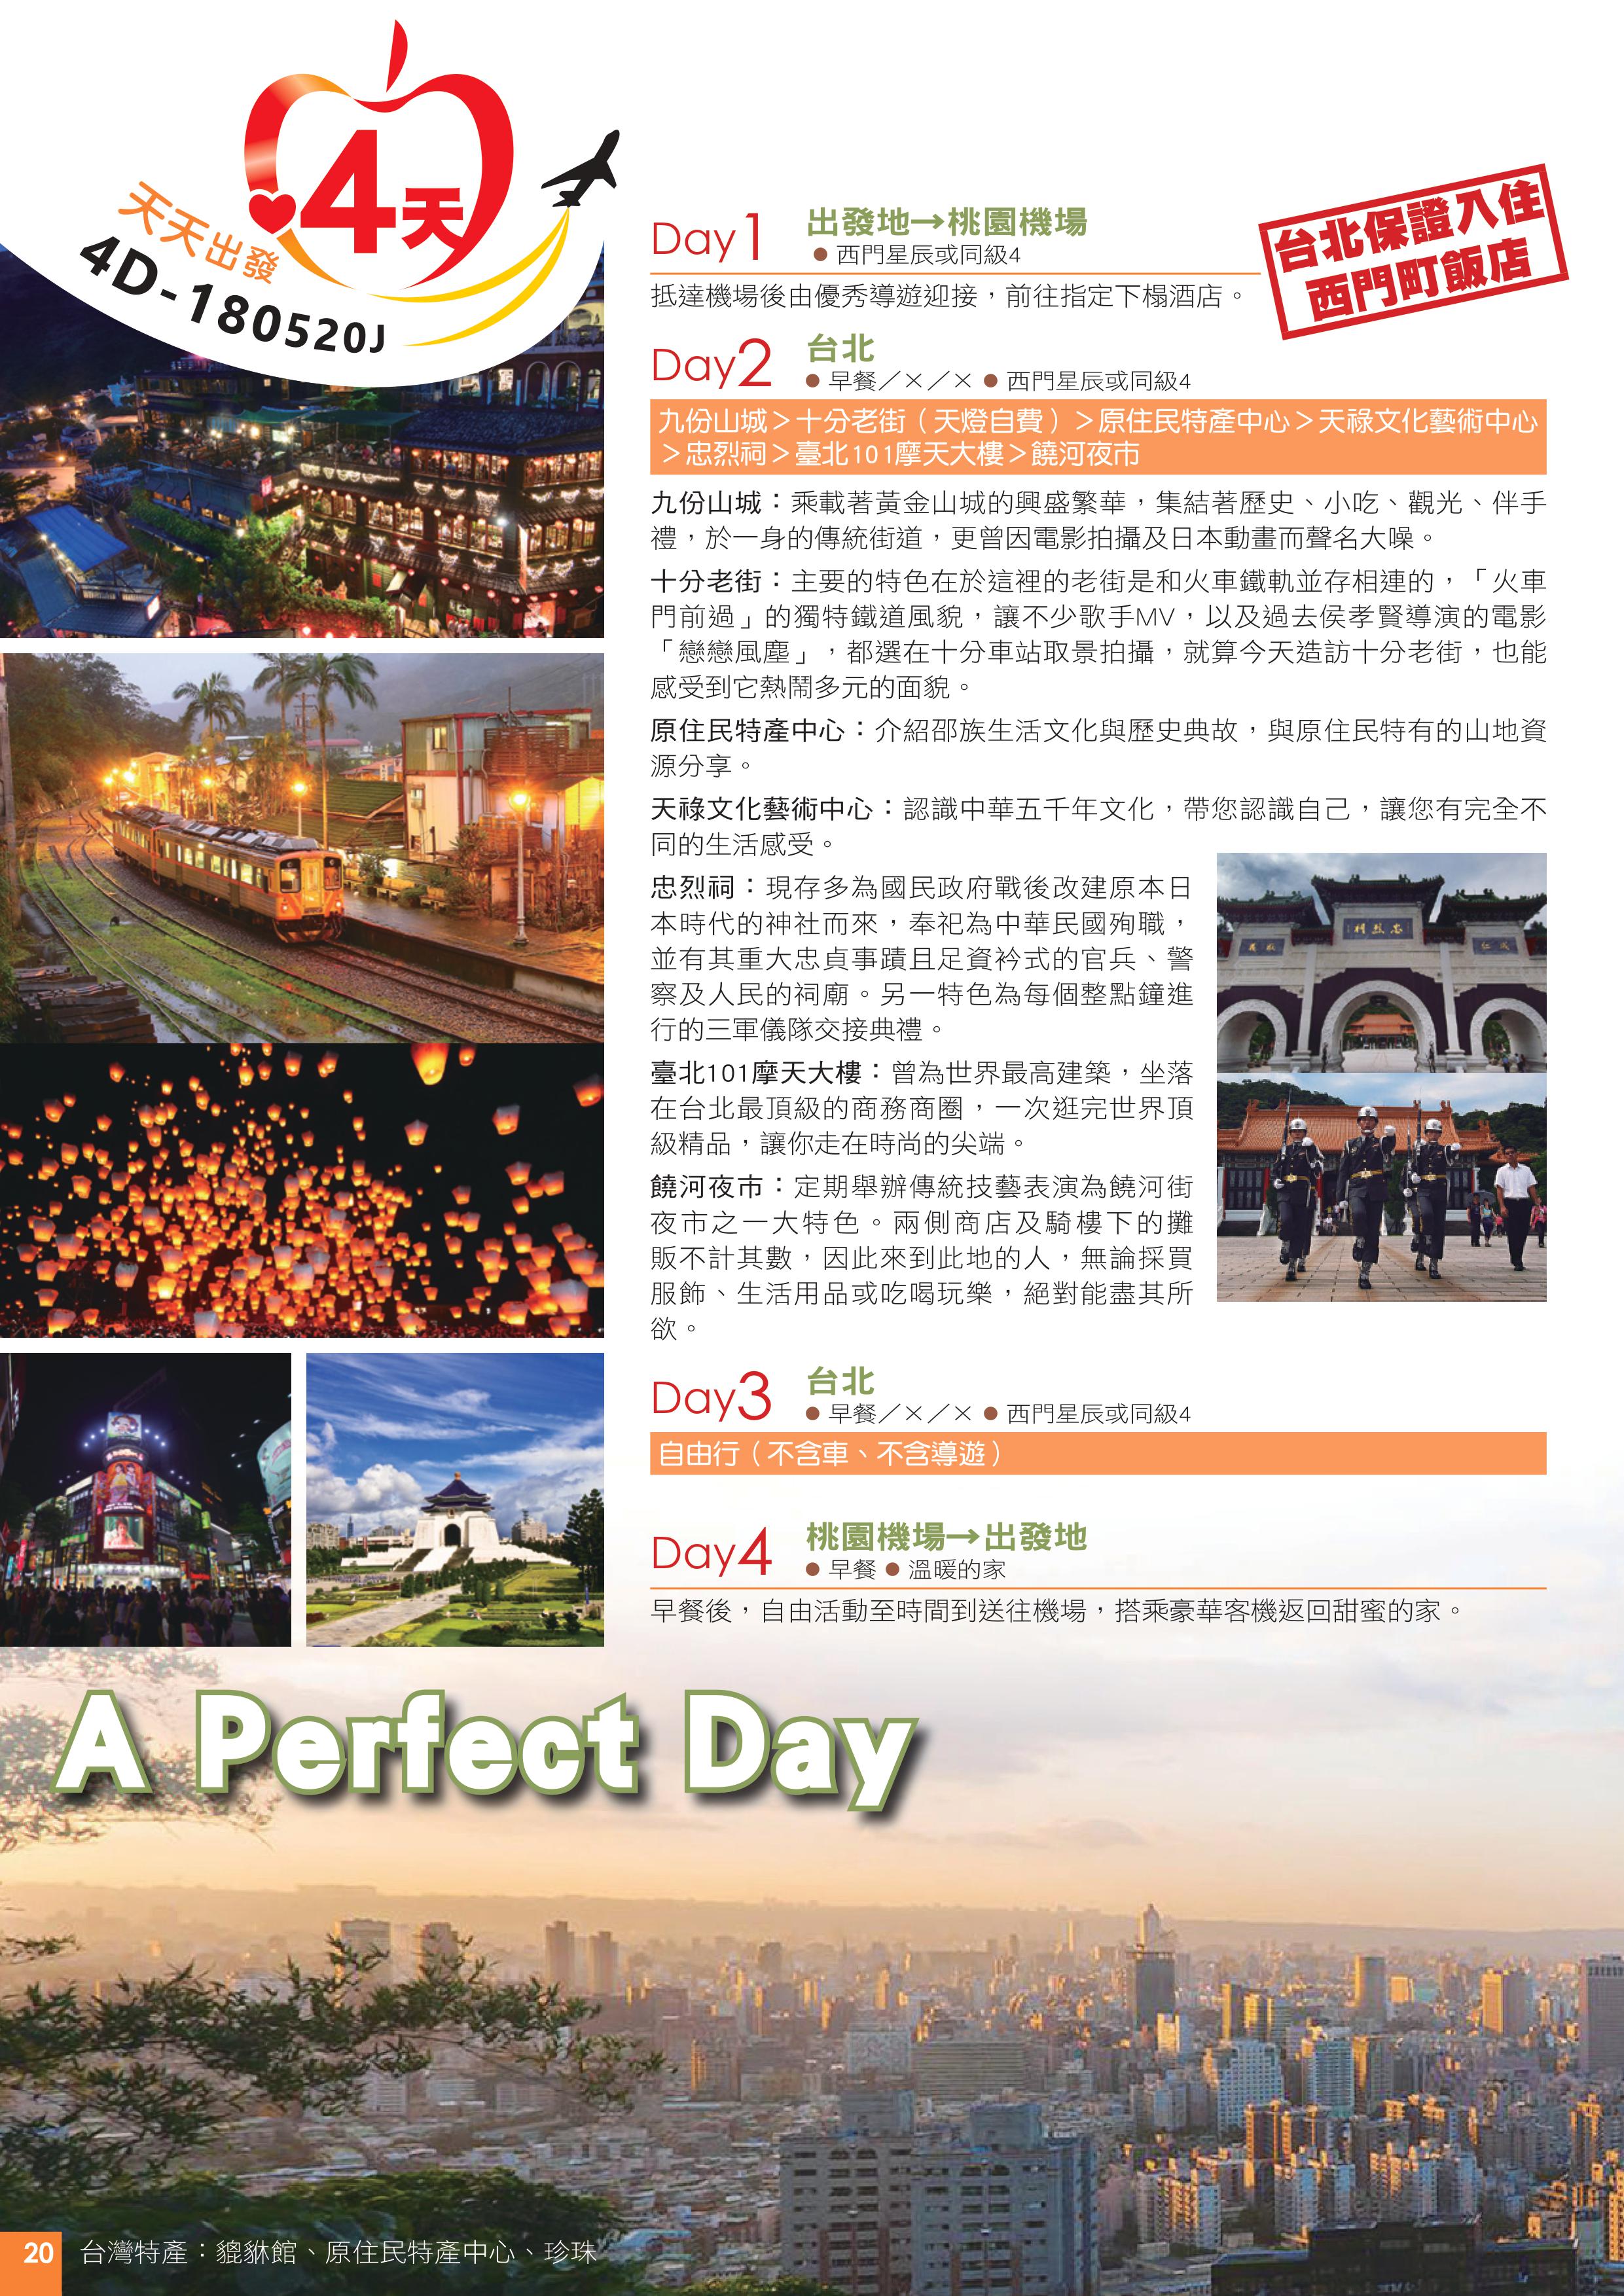 4天
天天出發
4D-180520J
台北保證入住
西門町飯店
Day1 出發地→桃園機場
● 西門星辰或同級4
抵達機場後由優秀導遊迎接，前往指定下榻酒店。
Day2 台北
● 早餐／×／× ● 西門星辰或同級4
九份山城＞十分老街（天燈自費）＞原住民特產中心＞天祿文化藝術中心
＞忠烈祠＞臺北101摩天大樓＞饒河夜市
九份山城：乘載著黃金山城的興盛繁華，集結著歷史、小吃、觀光、伴手
禮，於一身的傳統街道，更曾因電影拍攝及日本動畫而聲名大噪。
十分老街：主要的特色在於這裡的老街是和火車鐵軌並存相連的，「火車
門前過」的獨特鐵道風貌，讓不少歌手MV，以及過去侯孝賢導演的電影
「戀戀風塵」，都選在十分車站取景拍攝，就算今天造訪十分老街，也能
感受到它熱鬧多元的面貌。
原住民特產中心：介紹邵族生活文化與歷史典故，與原住民特有的山地資
源分享。
天祿文化藝術中心：認識中華五千年文化，帶您認識自己，讓您有完全不
同的生活感受。
忠烈祠：現存多為國民政府戰後改建原本日
本時代的神社而來，奉祀為中華民國殉職，
並有其重大忠貞事蹟且足資衿式的官兵、警
察及人民的祠廟。另一特色為每個整點鐘進
行的三軍儀隊交接典禮。
臺北101摩天大樓：曾為世界最高建築，坐落
在台北最頂級的商務商圈，一次逛完世界頂
級精品，讓你走在時尚的尖端。
饒河夜市：定期舉辦傳統技藝表演為饒河街
夜市之一大特色。兩側商店及騎樓下的攤
販不計其數，因此來到此地的人，無論採買
服飾、生活用品或吃喝玩樂，絕對能盡其所
欲。
祠烈忠
Day3 台北
● 早餐／×／× ● 西門星辰或同級4
自由行（不含車、不含導遊）
Day4 桃園機場→出發地
● 早餐 ● 溫暖的家
早餐後，自由活動至時間到送往機場，搭乘豪華客機返回甜蜜的家。
A Perfect Day
20 台灣特產：貔貅館、原住民特產中心、珍珠